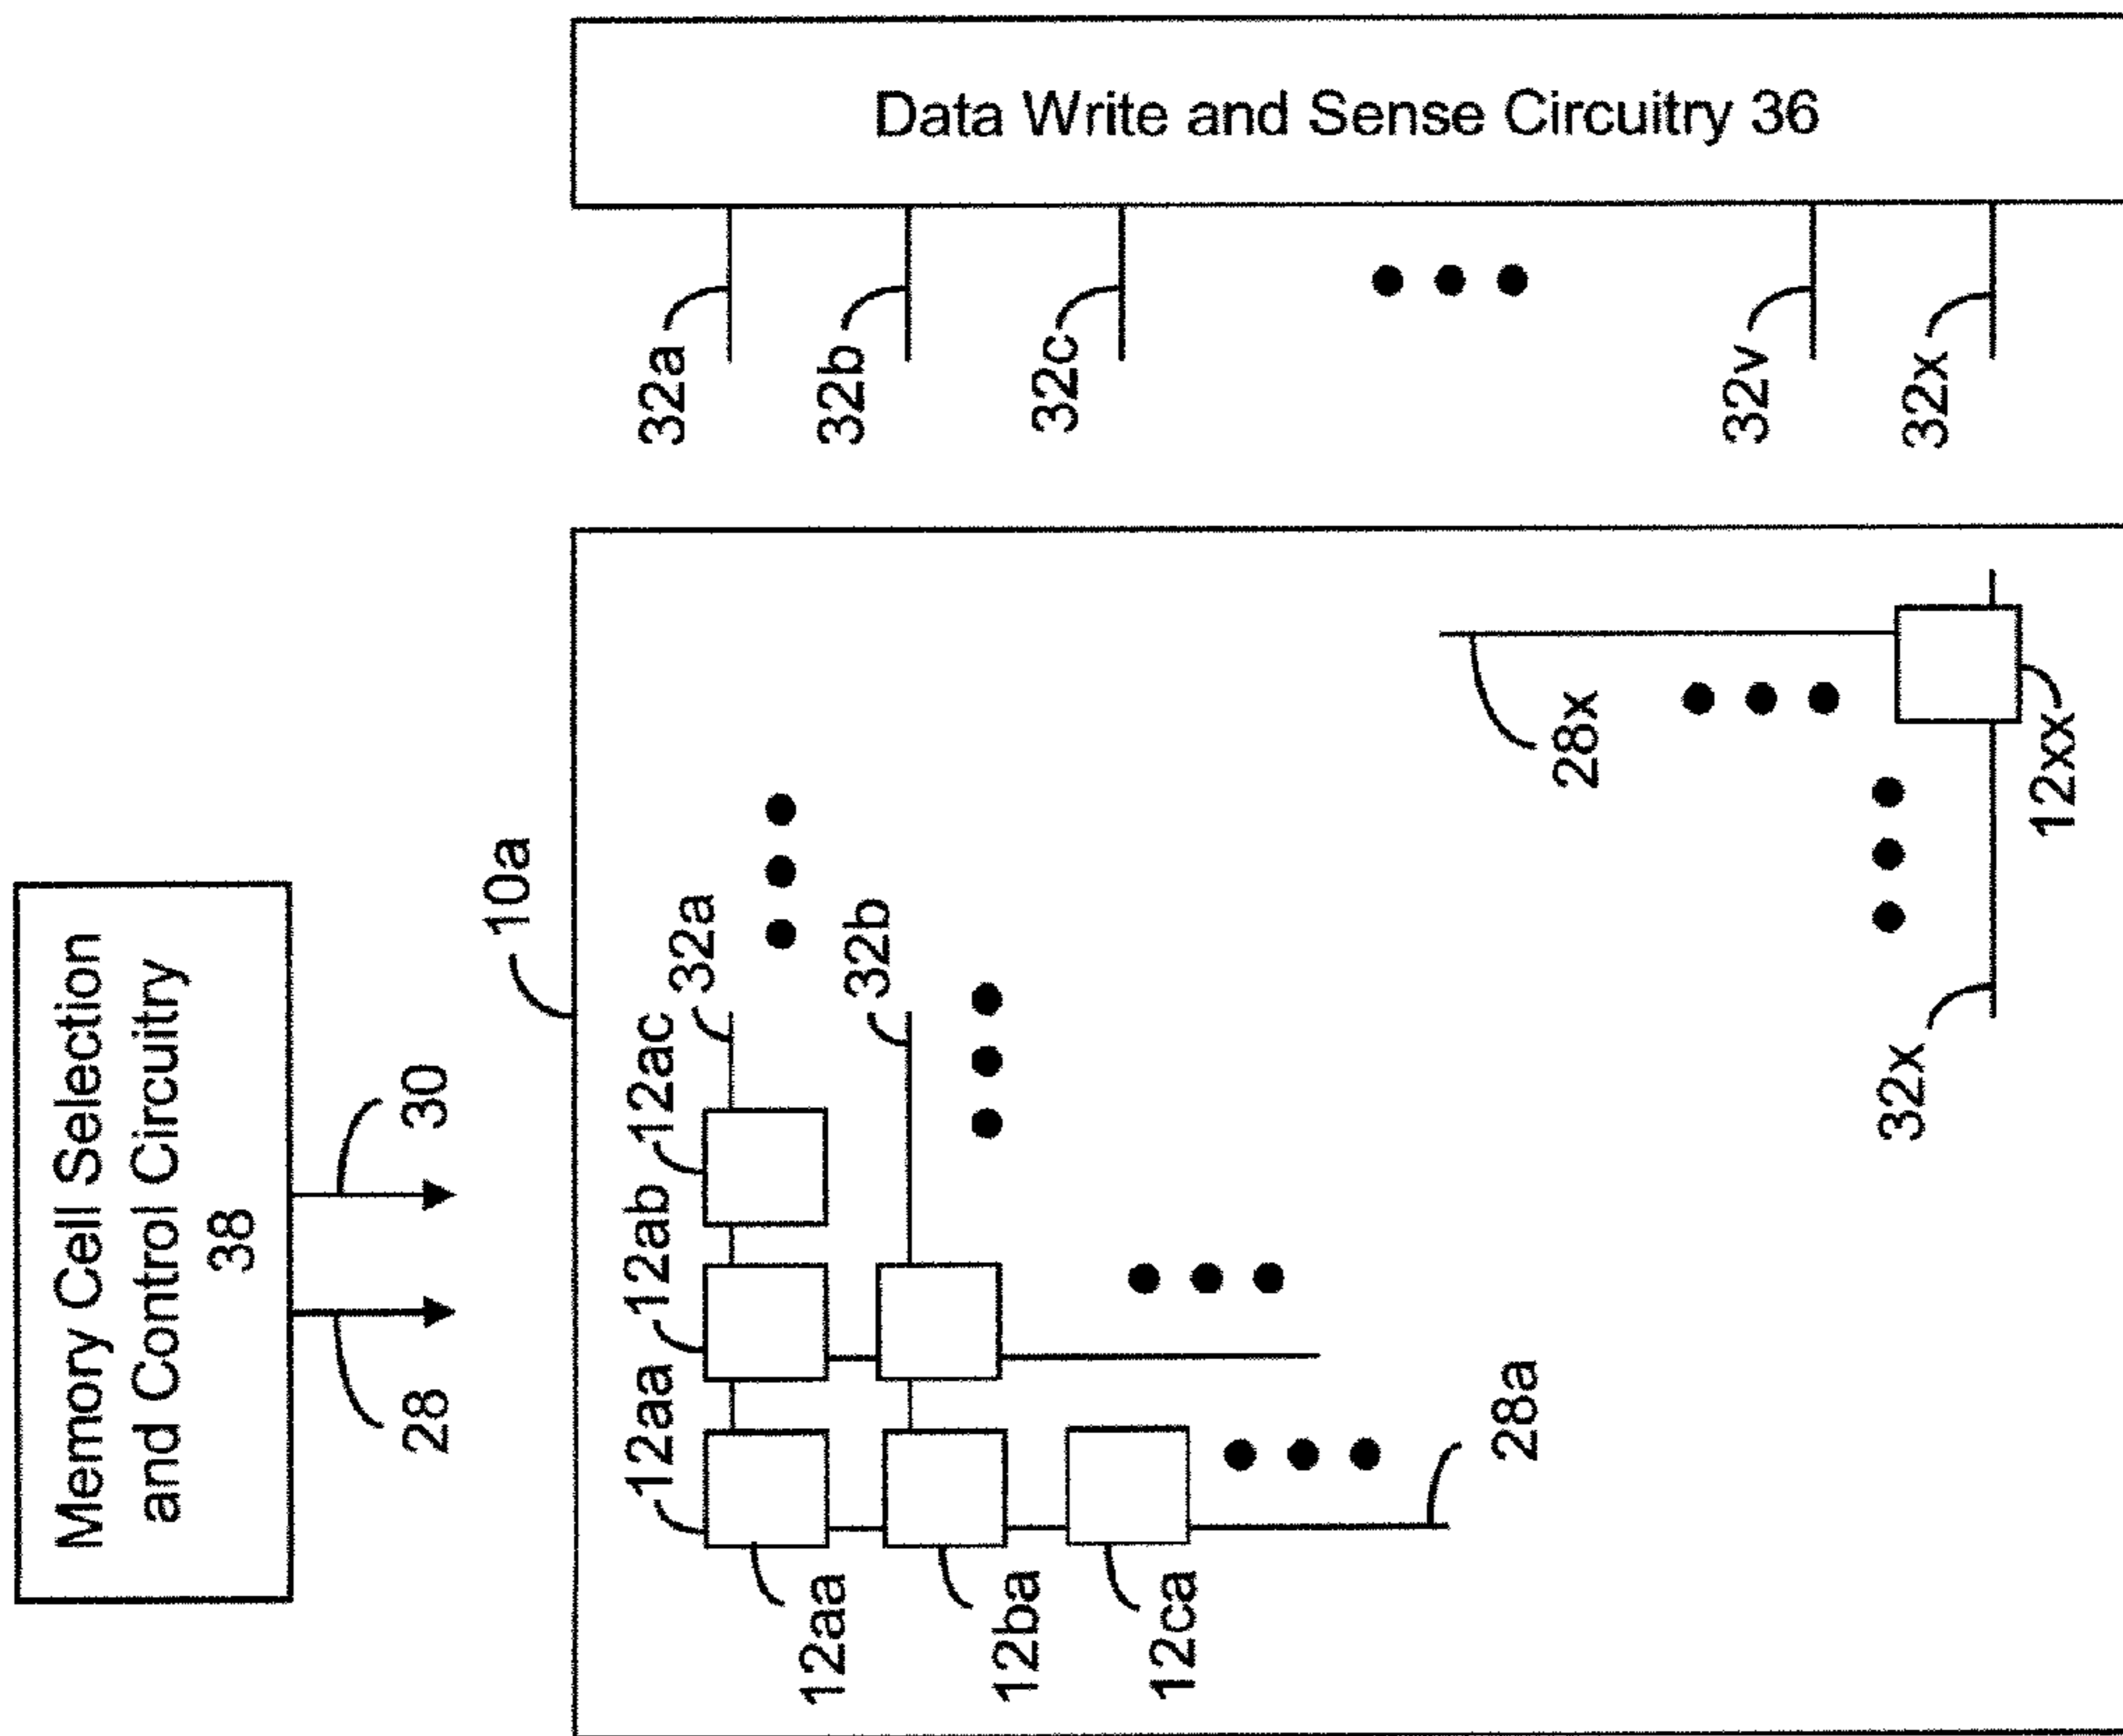 Memory Cell Selection
and Control Circuitry
38
28
30
10a
12aa
12ab
12ac
32a
32b
12aa
12ba
12ca
28a
28x
32x
12xx
32a
32b
32c
32v
32x
Data Write and Sense Circuitry 36